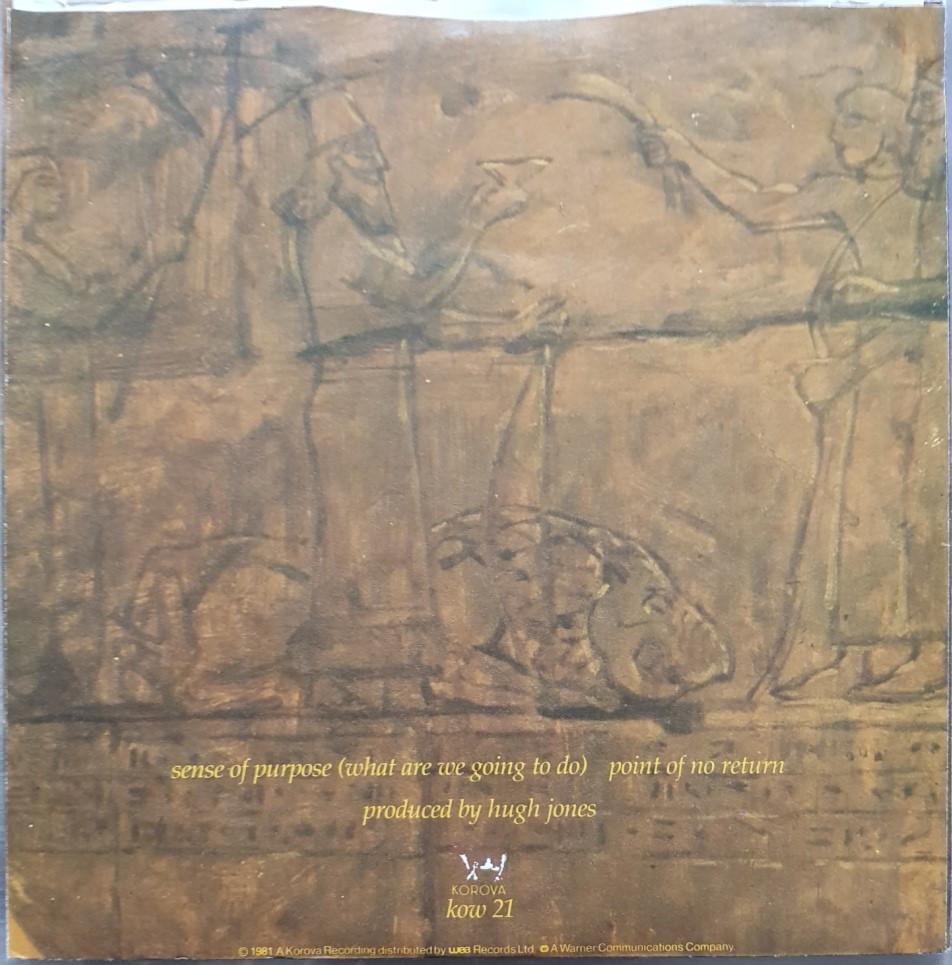 sense of purpose (what are we going to do)   point of no return
produced by hugh jones
KOROVA
kow 21
© 1981 A Korova Recording distributed by wea Records Ltd. A Warner Communications Company.